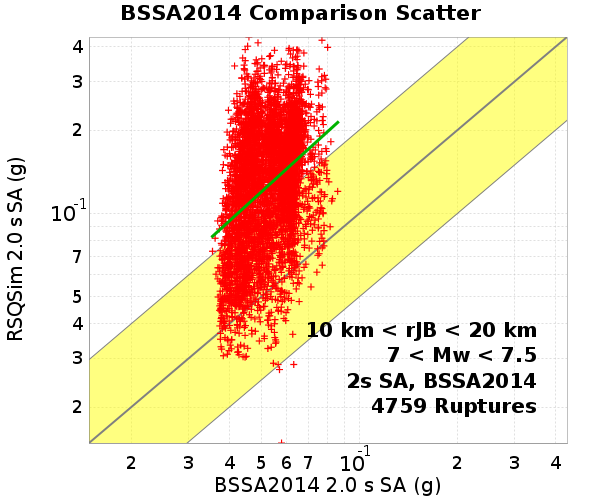 BSSA2014 Comparison Scatter
RSQSim 2.0 s SA (g)
4
3
2
10-1
7
5
4
3
2
10 km < rJB < 20 km
7 < Mw < 7.5
2s SA, BSSA2014
4759 Ruptures
2 3 4 5 6 7 10-1 2 3 4
BSSA2014 2.0 s SA (g)